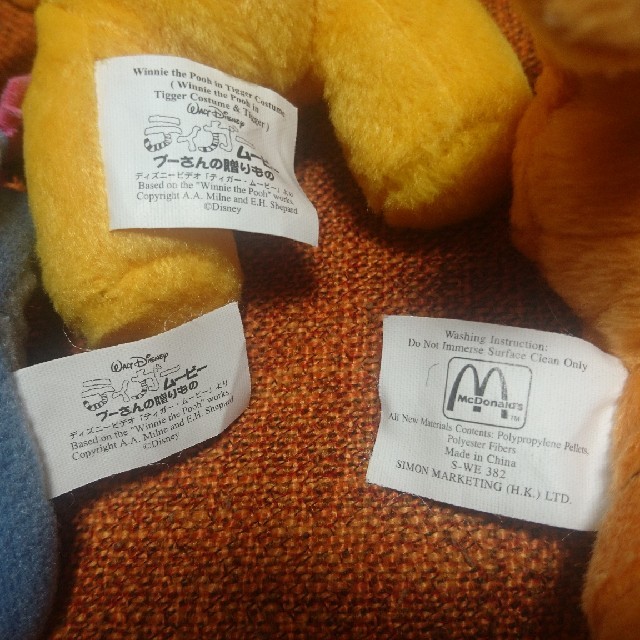 Winnie the Pooh in Tigger Costume
( Winnie the Pooh in
Tigger Costume & Tigger )
Walt Disney
ティガー ムービー
プーさんの贈りもの
ディズニービデオ「ティガー・ムービー」より
Based on the "Winnie the Pooh" works,
Copyright A.A. Milne and E.H. Shepard
©Disney
Walt Disney
ティガー ムービー
プーさんの贈りもの
ディズニービデオ「ティガー・ムービー」より
Based on the "Winnie the Pooh" works,
Copyright A.A. Milne and E.H. Shepard
©Disney
Washing Instruction:
Do Not Immerse Surface Clean Only
McDonald's
TM
All New Materials Contents: Polypropylene Pellets,
Polyester Fibers
Made in China
S-WE 382
SIMON MARKETING (H.K.) LTD.